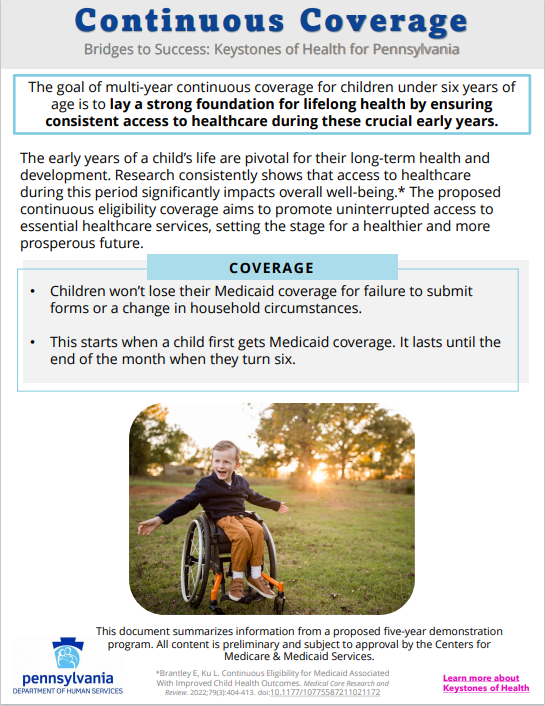 Continuous Coverage
Bridges to Success: Keystones of Health for Pennsylvania
The goal of multi-year continuous coverage for children under six years of
age is to lay a strong foundation for lifelong health by ensuring
consistent access to healthcare during these crucial early years.
The early years of a child's life are pivotal for their long-term health and
development. Research consistently shows that access to healthcare
during this period significantly impacts overall well-being.* The proposed
continuous eligibility coverage aims to promote uninterrupted access to
essential healthcare services, setting the stage for a healthier and more
prosperous future.
COVERAGE
• Children won't lose their Medicaid coverage for failure to submit
forms or a change in household circumstances.
• This starts when a child first gets Medicaid coverage. It lasts until the
end of the month when they turn six.
This document summarizes information from a proposed five-year demonstration
program. All content is preliminary and subject to approval by the Centers for
Medicare & Medicaid Services.
pennsylvania
DEPARTMENT OF HUMAN SERVICES
*Brantley E, Ku L. Continuous Eligibility for Medicaid Associated
With Improved Child Health Outcomes. Medical Care Research and
Review. 2022;79(3):404-413. doi:10.1177/10775587211021172
Learn more about
Keystones of Health